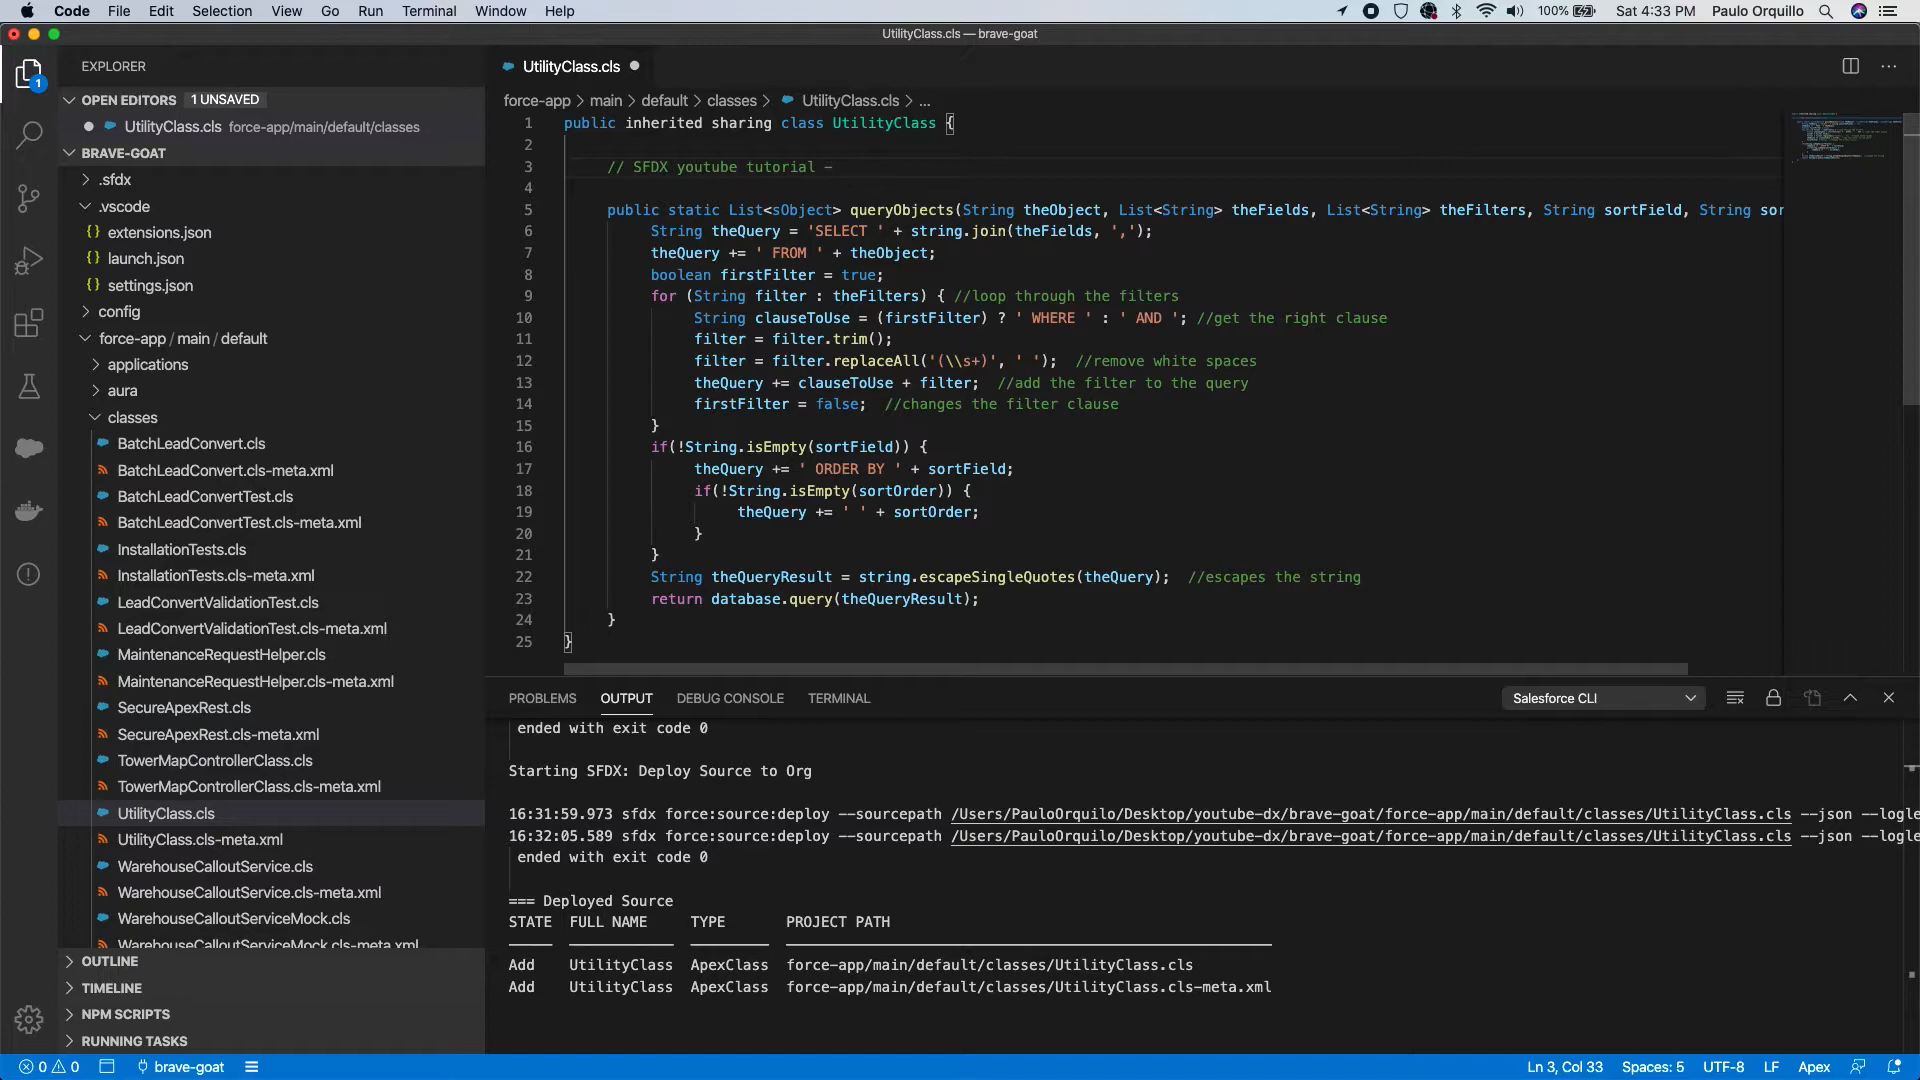 Code File Edit Selection View Go Run Terminal Window Help 100% Sat 4:33 PM Paulo Orquillo
UtilityClass.cls — brave-goat
EXPLORER
OPEN EDITORS 1 UNSAVED
UtilityClass.cls force-app/main/default/classes
BRAVE-GOAT
.sfdx
.vscode
{} extensions.json
{} launch.json
{} settings.json
config
force-app / main / default
applications
aura
classes
BatchLeadConvert.cls
BatchLeadConvert.cls-meta.xml
BatchLeadConvertTest.cls
BatchLeadConvertTest.cls-meta.xml
InstallationTests.cls
InstallationTests.cls-meta.xml
LeadConvertValidationTest.cls
LeadConvertValidationTest.cls-meta.xml
MaintenanceRequestHelper.cls
MaintenanceRequestHelper.cls-meta.xml
SecureApexRest.cls
SecureApexRest.cls-meta.xml
TowerMapControllerClass.cls
TowerMapControllerClass.cls-meta.xml
UtilityClass.cls
UtilityClass.cls-meta.xml
WarehouseCalloutService.cls
WarehouseCalloutService.cls-meta.xml
WarehouseCalloutServiceMock.cls
WarehouseCalloutServiceMock.cls-meta.xml
OUTLINE
TIMELINE
NPM SCRIPTS
RUNNING TASKS
1
UtilityClass.cls
force-app > main > default > classes > UtilityClass.cls > ...
1 public inherited sharing class UtilityClass {
2
3 // SFDX youtube tutorial -
4
5 public static List<sObject> queryObjects(String theObject, List<String> theFields, List<String> theFilters, String sortField, String sor
6 String theQuery = 'SELECT ' + string.join(theFields, ',');
7 theQuery += ' FROM ' + theObject;
8 boolean firstFilter = true;
9 for (String filter : theFilters) { //loop through the filters
10 String clauseToUse = (firstFilter) ? ' WHERE ' : ' AND '; //get the right clause
11 filter = filter.trim();
12 filter = filter.replaceAll('(\\s+)', ' '); //remove white spaces
13 theQuery += clauseToUse + filter; //add the filter to the query
14 firstFilter = false; //changes the filter clause
15 }
16 if(!String.isEmpty(sortField)) {
17 theQuery += ' ORDER BY ' + sortField;
18 if(!String.isEmpty(sortOrder)) {
19 theQuery += ' ' + sortOrder;
20 }
21 }
22 String theQueryResult = string.escapeSingleQuotes(theQuery); //escapes the string
23 return database.query(theQueryResult);
24 }
25 }
PROBLEMS OUTPUT DEBUG CONSOLE TERMINAL Salesforce CLI
ended with exit code 0
Starting SFDX: Deploy Source to Org
16:31:59.973 sfdx force:source:deploy --sourcepath /Users/PauloOrquilo/Desktop/youtube-dx/brave-goat/force-app/main/default/classes/UtilityClass.cls --json --logle
16:32:05.589 sfdx force:source:deploy --sourcepath /Users/PauloOrquilo/Desktop/youtube-dx/brave-goat/force-app/main/default/classes/UtilityClass.cls --json --logle
ended with exit code 0
=== Deployed Source
STATE FULL NAME TYPE PROJECT PATH
Add UtilityClass ApexClass force-app/main/default/classes/UtilityClass.cls
Add UtilityClass ApexClass force-app/main/default/classes/UtilityClass.cls-meta.xml
0 0 brave-goat Ln 3, Col 33 Spaces: 5 UTF-8 LF Apex